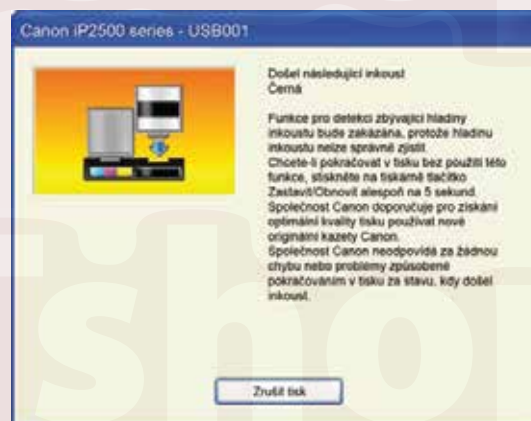 Canon iP2500 series - USB001
Došel následující inkoust
Černá
Funkce pro detekci zbývající hladiny
inkoustu bude zakázána, protože hladinu
inkoustu nelze správně zjistit.
Chcete-li pokračovat v tisku bez použití této
funkce, stiskněte na tiskárně tlačítko
Zastavit/Obnovit alespoň na 5 sekund.
Společnost Canon doporučuje pro získání
optimální kvality tisku používat nové
originální kazety Canon.
Společnost Canon neodpovídá za žádnou
chybu nebo problémy způsobené
pokračováním v tisku za stavu, kdy došel
inkoust.
Zrušit tisk